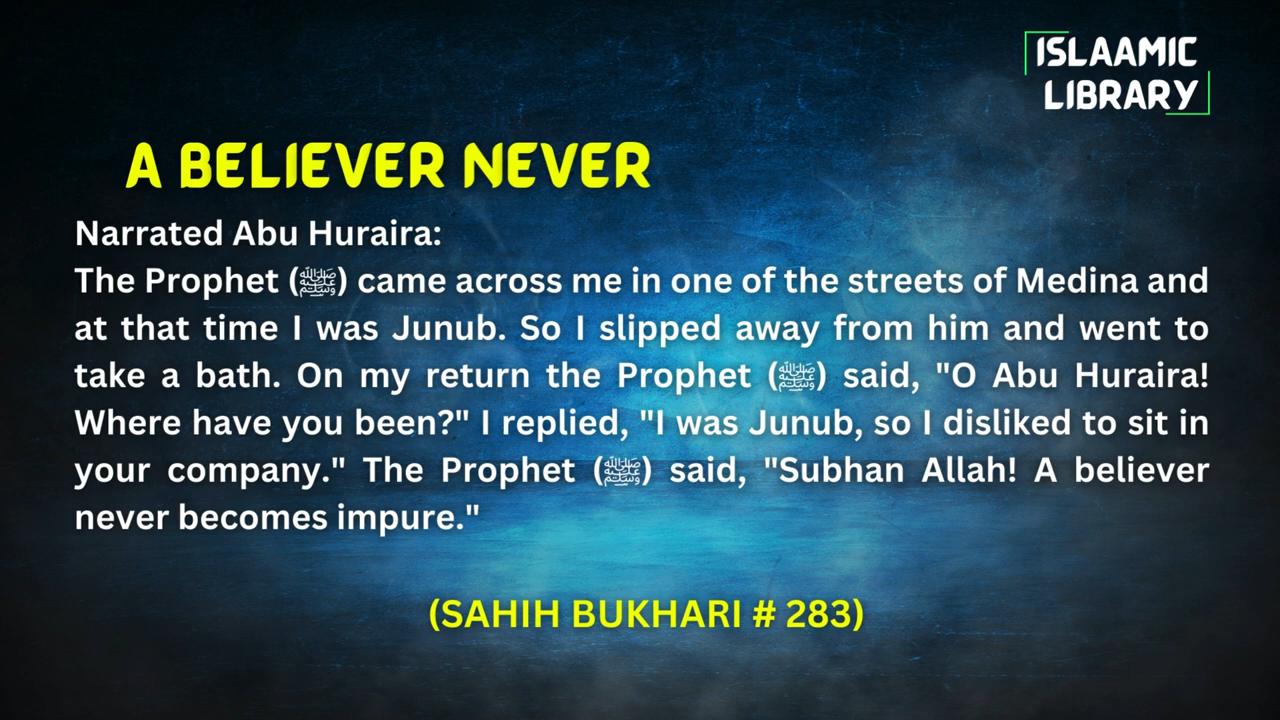 ISLAAMIC
LIBRARY
A BELIEVER NEVER
Narrated Abu Huraira:
The Prophet (ﷺ) came across me in one of the streets of Medina and
at that time I was Junub. So I slipped away from him and went to
take a bath. On my return the Prophet (ﷺ) said, "O Abu Huraira!
Where have you been?" I replied, "I was Junub, so I disliked to sit in
your company." The Prophet (ﷺ) said, "Subhan Allah! A believer
never becomes impure."
(SAHIH BUKHARI # 283)